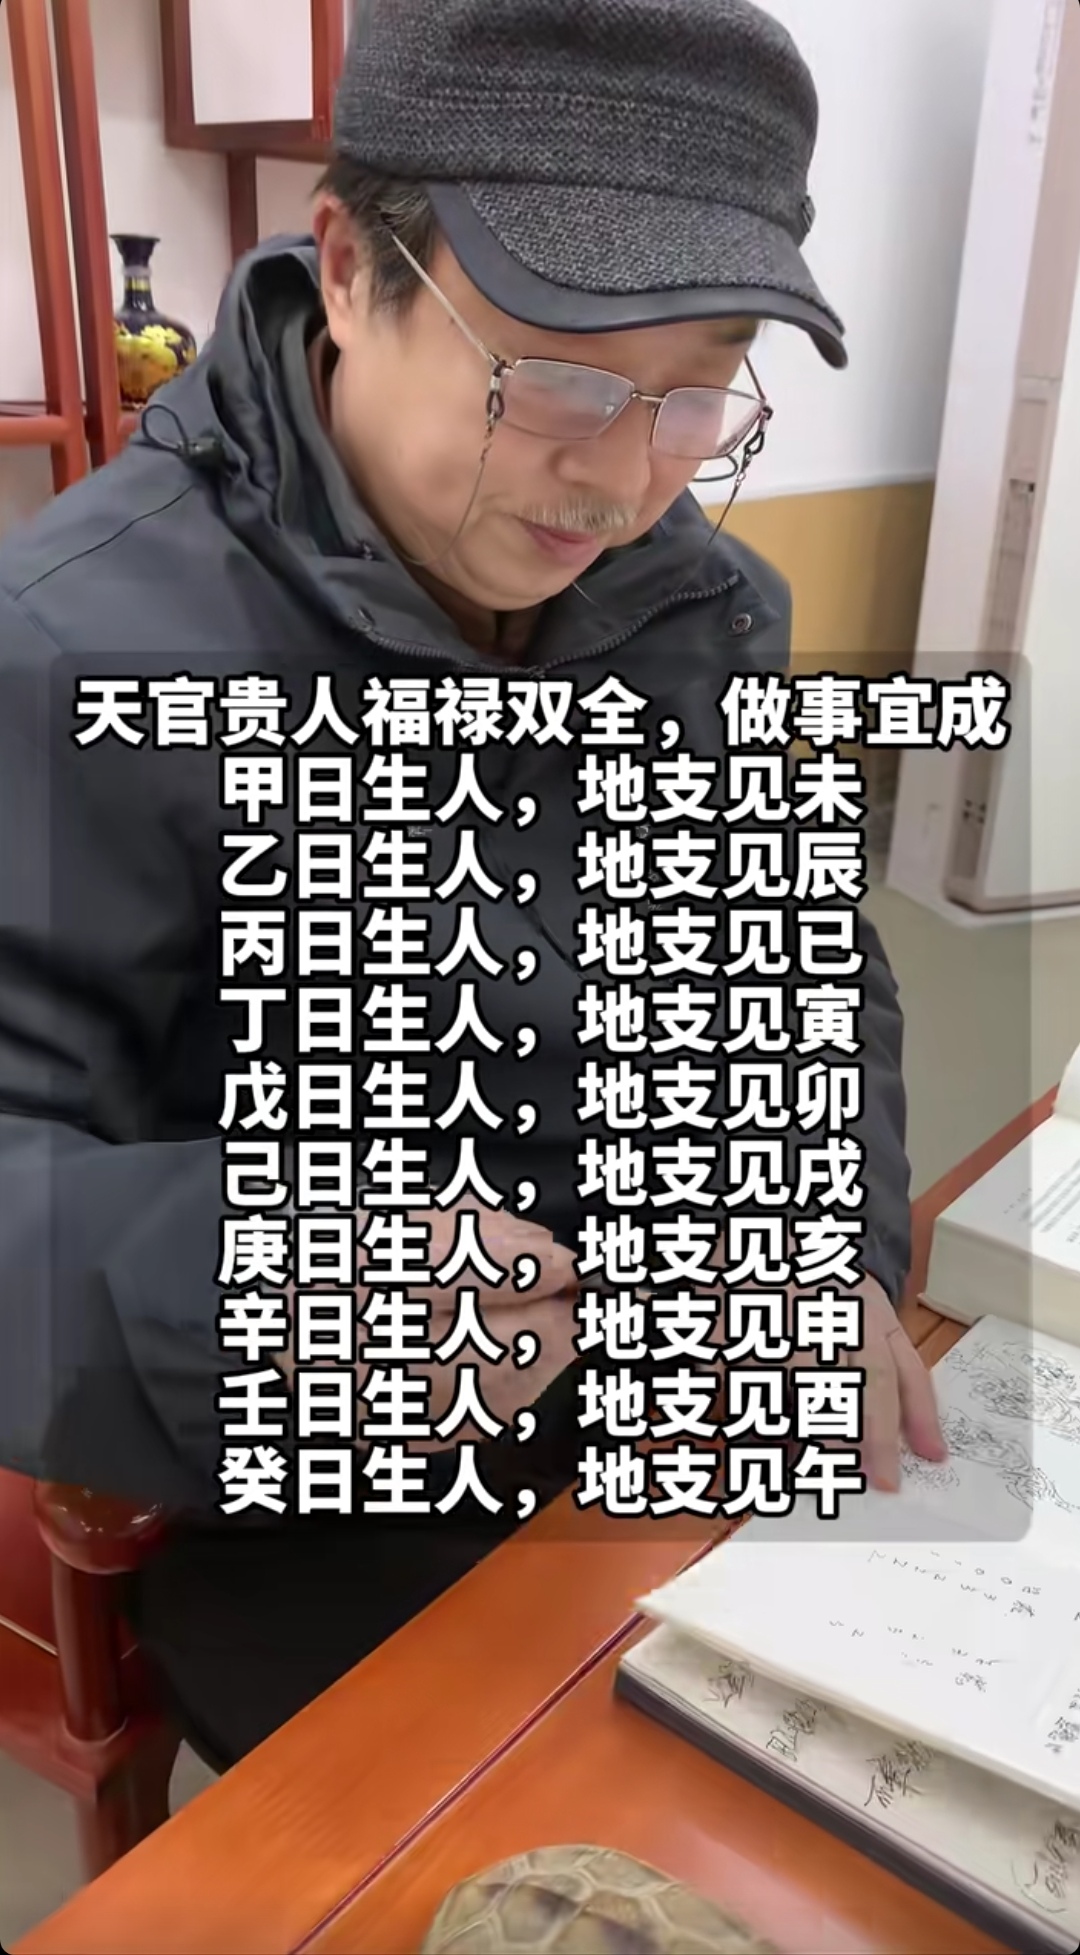 天官贵人福禄双全，做事宜成
甲日生人，地支见未
乙日生人，地支见辰
丙日生人，地支见已
丁日生人，地支见寅
戊日生人，地支见卯
己日生人，地支见戌
庚日生人，地支见亥
辛日生人，地支见申
壬日生人，地支见酉
癸日生人，地支见午